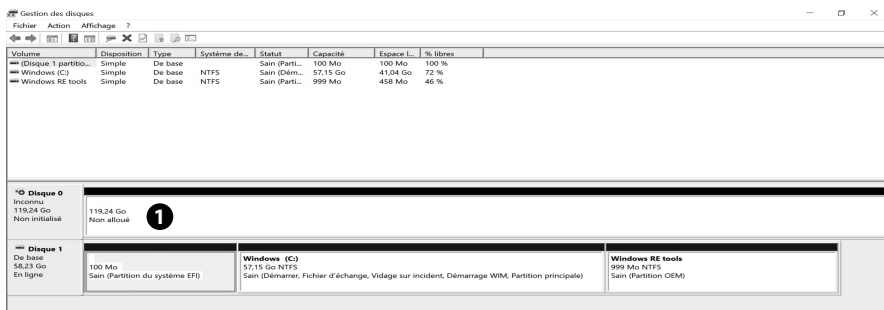 Gestion des disques
Fichier Action Affichage ?
Volume Disposition Type Système de... Statut Capacité Espace l... % libres
(Disque 1 partitio... Simple De base Sain (Parti... 100 Mo 100 Mo 100 %
Windows (C:) Simple De base NTFS Sain (Dém... 57,15 Go 41,04 Go 72 %
Windows RE tools Simple De base NTFS Sain (Parti... 999 Mo 458 Mo 46 %
Disque 0
Inconnu
119,24 Go
Non initialisé
119,24 Go
Non alloué
1
Disque 1
De base
58,23 Go
En ligne
100 Mo
Sain (Partition du système EFI)
Windows (C:)
57,15 Go NTFS
Sain (Démarrer, Fichier d'échange, Vidage sur incident, Démarrage WIM, Partition principale)
Windows RE tools
999 Mo NTFS
Sain (Partition OEM)